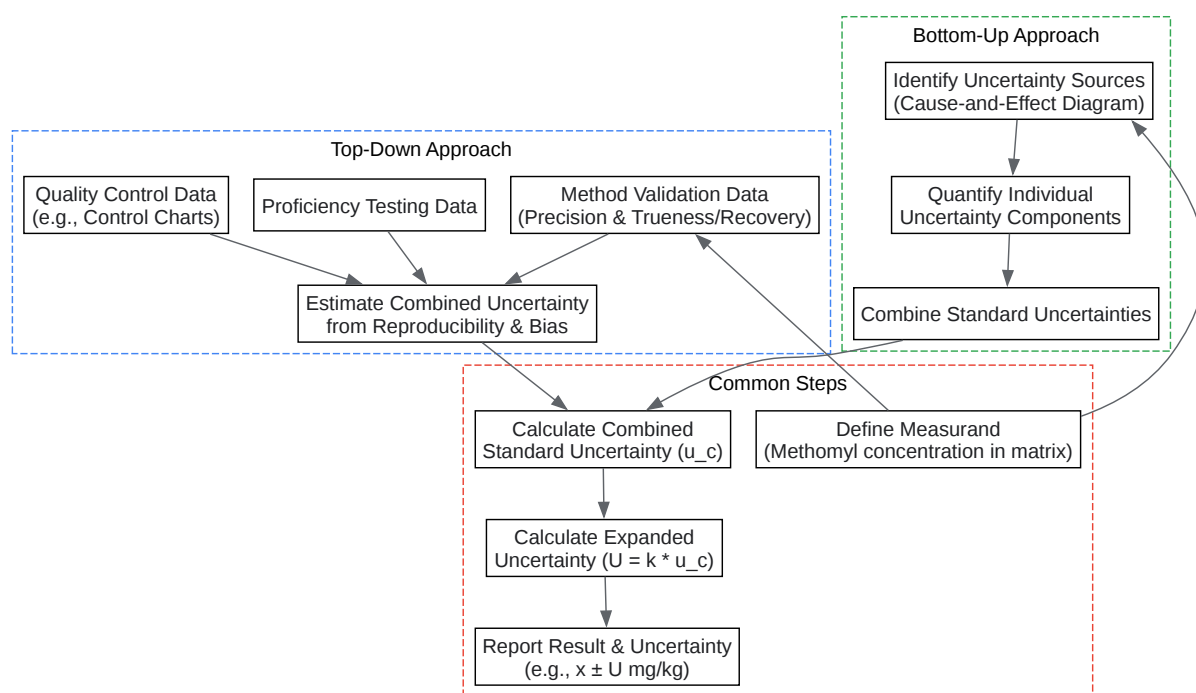 Bottom-Up Approach
Identify Uncertainty Sources
(Cause-and-Effect Diagram)
Quantify Individual
Uncertainty Components
Combine Standard Uncertainties
Top-Down Approach
Quality Control Data
(e.g., Control Charts)
Proficiency Testing Data
Method Validation Data
(Precision & Trueness/Recovery)
Estimate Combined Uncertainty
from Reproducibility & Bias
Common Steps
Calculate Combined
Standard Uncertainty (u_c)
Define Measurand
(Methomyl concentration in matrix)
Calculate Expanded
Uncertainty (U = k * u_c)
Report Result & Uncertainty
(e.g., x ± U mg/kg)